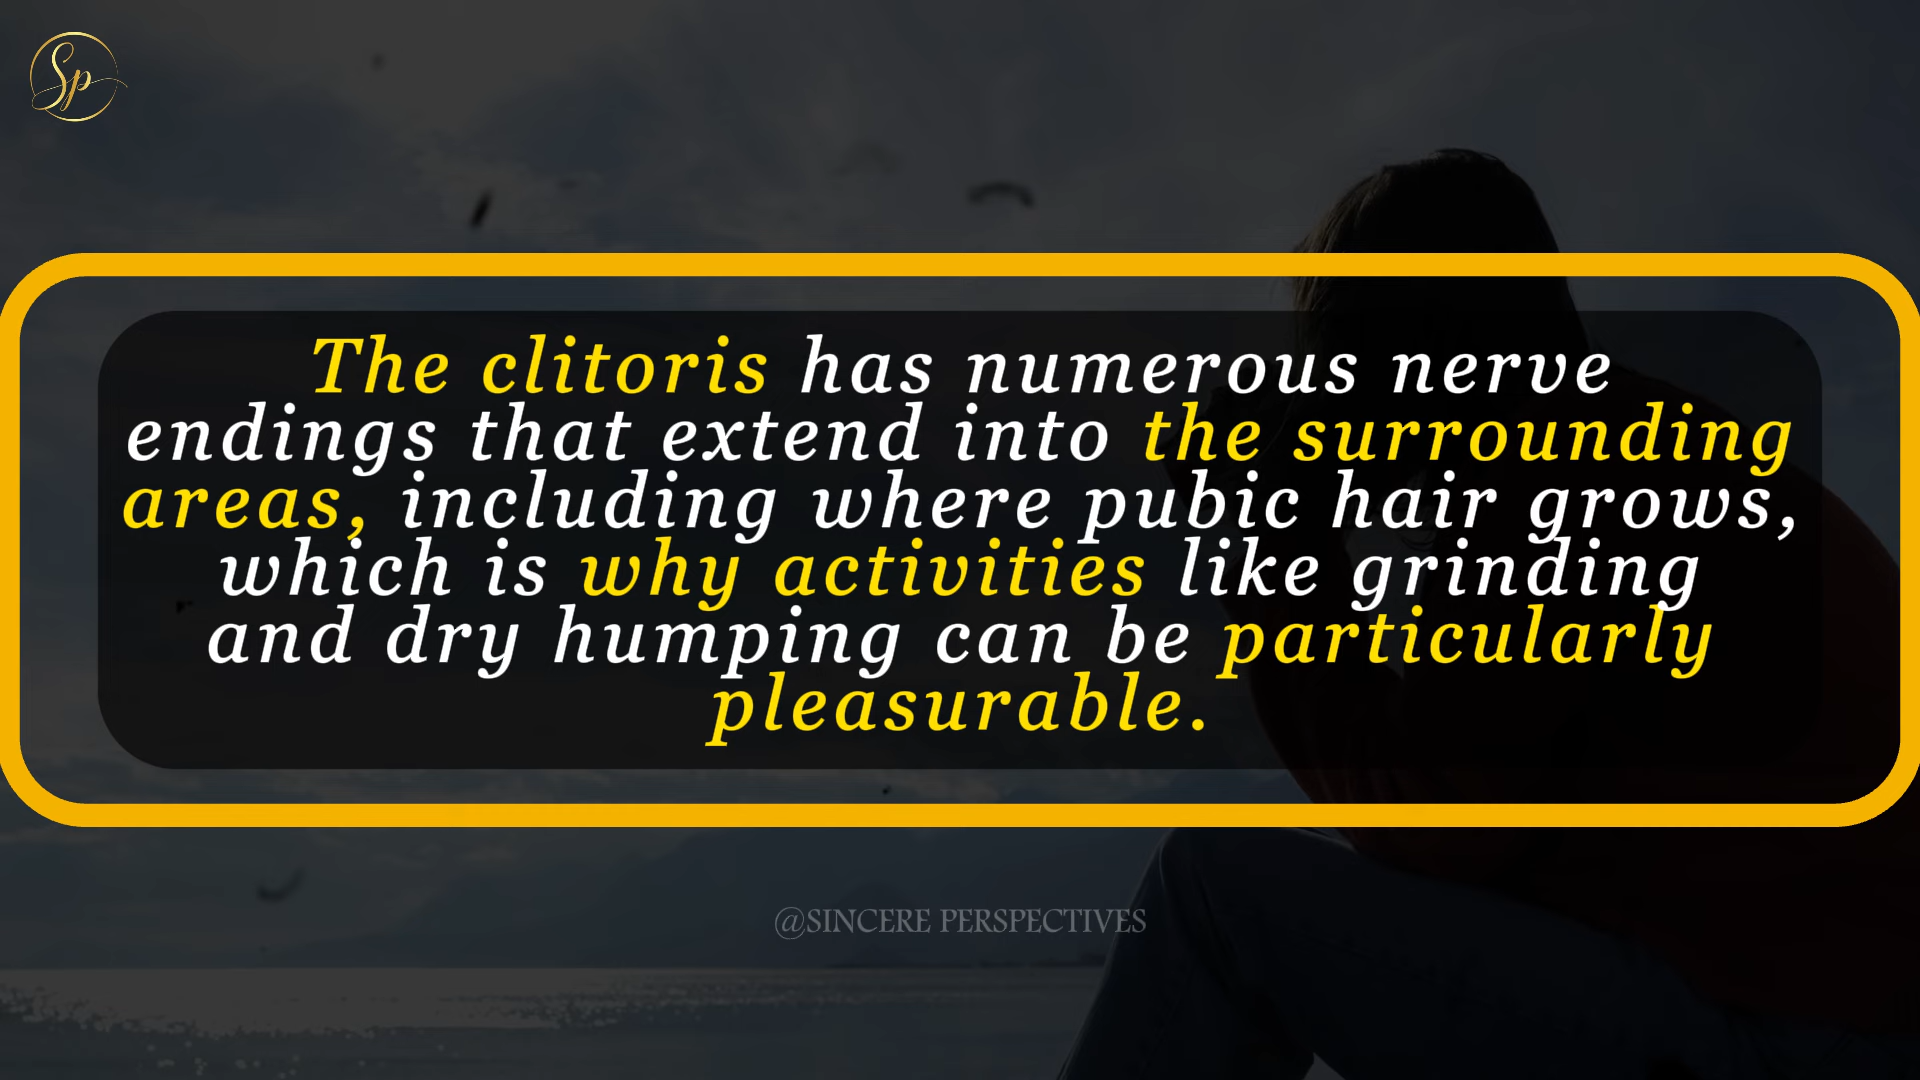 Sp
The clitoris has numerous nerve
endings that extend into the surrounding
areas, including where pubic hair grows,
which is why activities like grinding
and dry humping can be particularly
pleasurable.
@SINCERE PERSPECTIVES